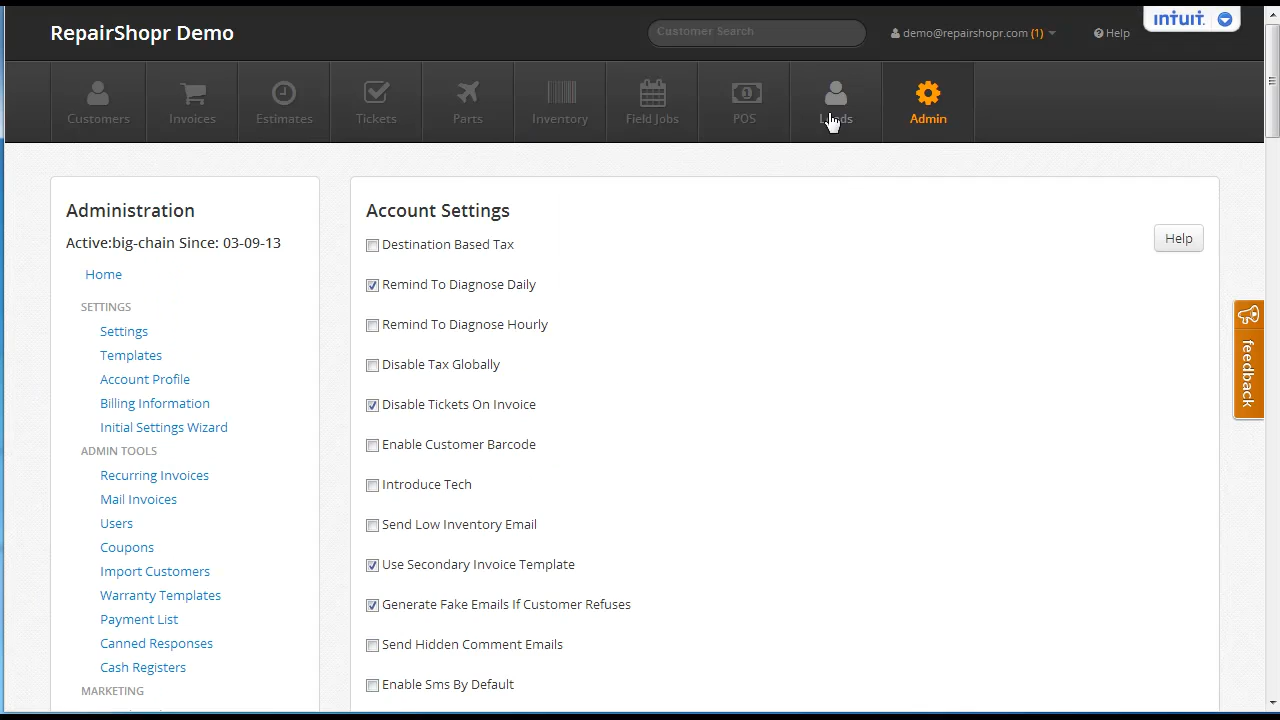 RepairShopr Demo
Customer Search
demo@repairshopr.com (1)
Help
intuit.
Customers
Invoices
Estimates
Tickets
Parts
Inventory
Field Jobs
POS
Admin
Administration
Active:big-chain Since: 03-09-13
Home
SETTINGS
Settings
Templates
Account Profile
Billing Information
Initial Settings Wizard
ADMIN TOOLS
Recurring Invoices
Mail Invoices
Users
Coupons
Import Customers
Warranty Templates
Payment List
Canned Responses
Cash Registers
MARKETING
Account Settings
Help
Destination Based Tax
Remind To Diagnose Daily
Remind To Diagnose Hourly
Disable Tax Globally
Disable Tickets On Invoice
Enable Customer Barcode
Introduce Tech
Send Low Inventory Email
Use Secondary Invoice Template
Generate Fake Emails If Customer Refuses
Send Hidden Comment Emails
Enable Sms By Default
feedback